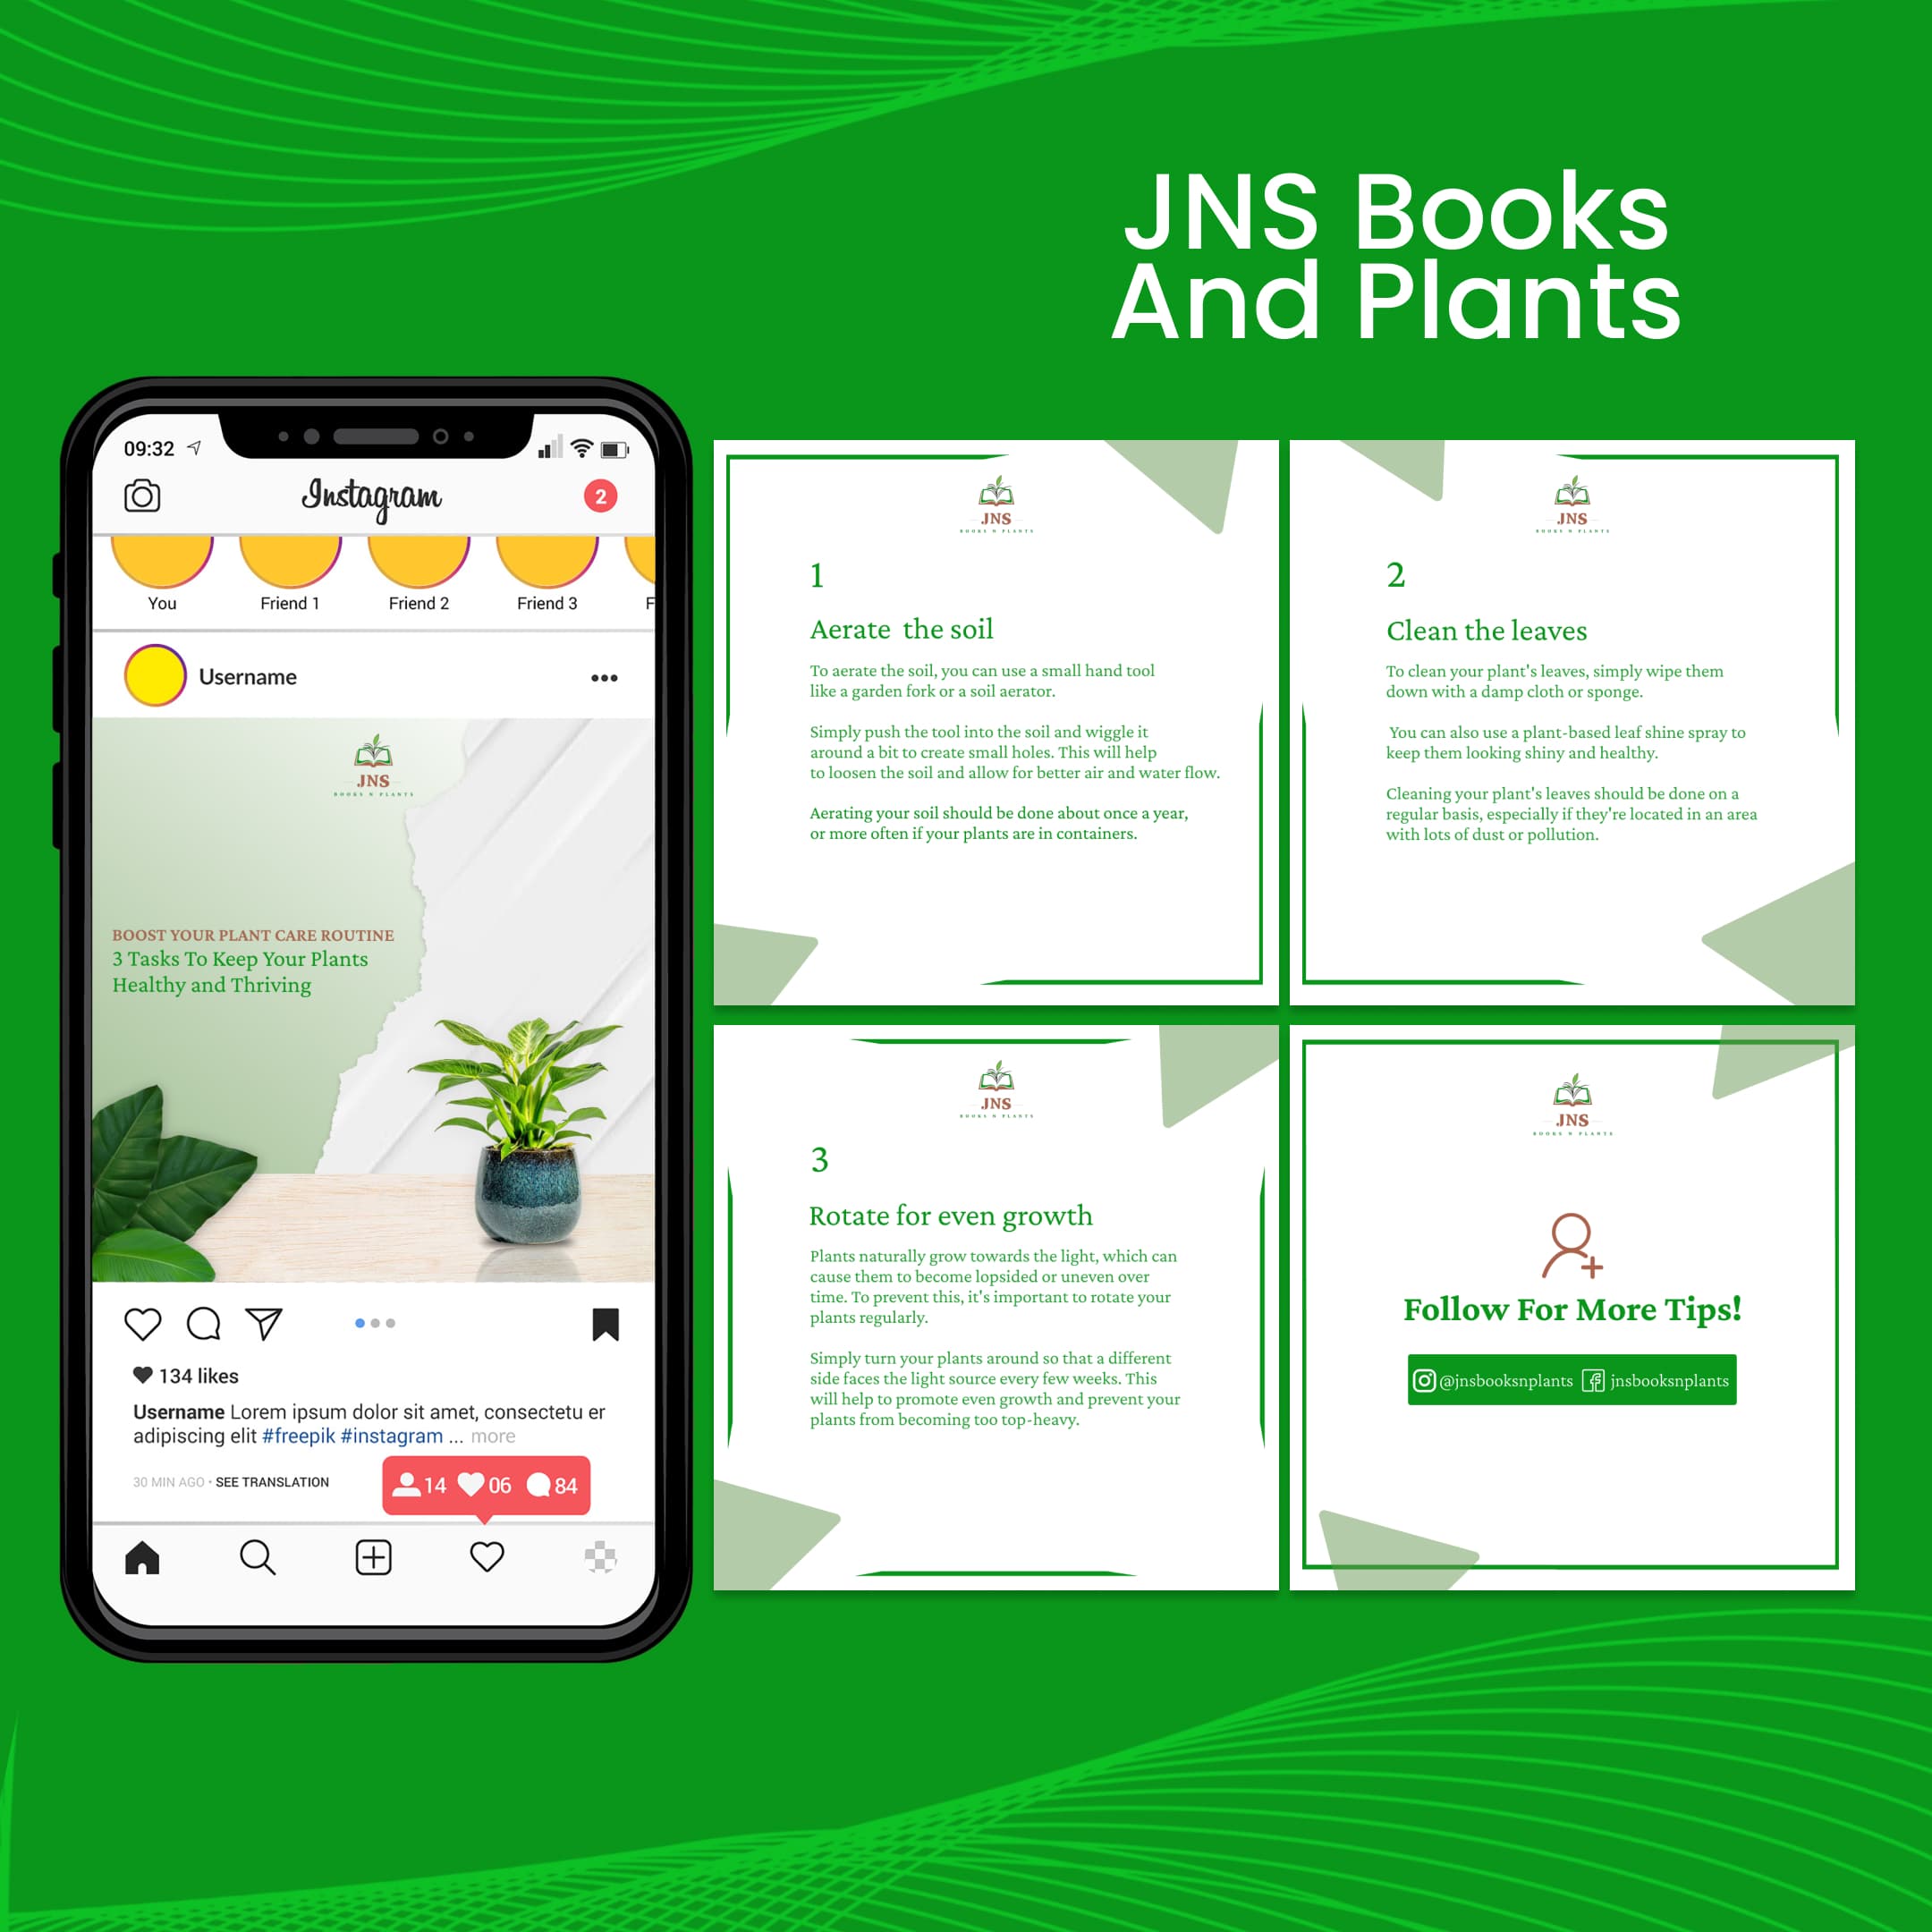 JNS Books
And Plants
09:32
Instagram
2
You
Friend 1
Friend 2
Friend 3
F
Username
JNS
BOOKS N PLANTS
BOOST YOUR PLANT CARE ROUTINE
3 Tasks To Keep Your Plants
Healthy and Thriving
134 likes
Username Lorem ipsum dolor sit amet, consectetu er
adipiscing elit #freepik #instagram ... more
30 MIN AGO • SEE TRANSLATION
14 06 84
JNS
BOOKS N PLANTS
1
Aerate the soil
To aerate the soil, you can use a small hand tool
like a garden fork or a soil aerator.
Simply push the tool into the soil and wiggle it
around a bit to create small holes. This will help
to loosen the soil and allow for better air and water flow.
Aerating your soil should be done about once a year,
or more often if your plants are in containers.
JNS
BOOKS N PLANTS
2
Clean the leaves
To clean your plant's leaves, simply wipe them
down with a damp cloth or sponge.
You can also use a plant-based leaf shine spray to
keep them looking shiny and healthy.
Cleaning your plant's leaves should be done on a
regular basis, especially if they're located in an area
with lots of dust or pollution.
JNS
BOOKS N PLANTS
3
Rotate for even growth
Plants naturally grow towards the light, which can
cause them to become lopsided or uneven over
time. To prevent this, it's important to rotate your
plants regularly.
Simply turn your plants around so that a different
side faces the light source every few weeks. This
will help to promote even growth and prevent your
plants from becoming too top-heavy.
JNS
BOOKS N PLANTS
Follow For More Tips!
@jnsbooksnplants jnsbooksnplants